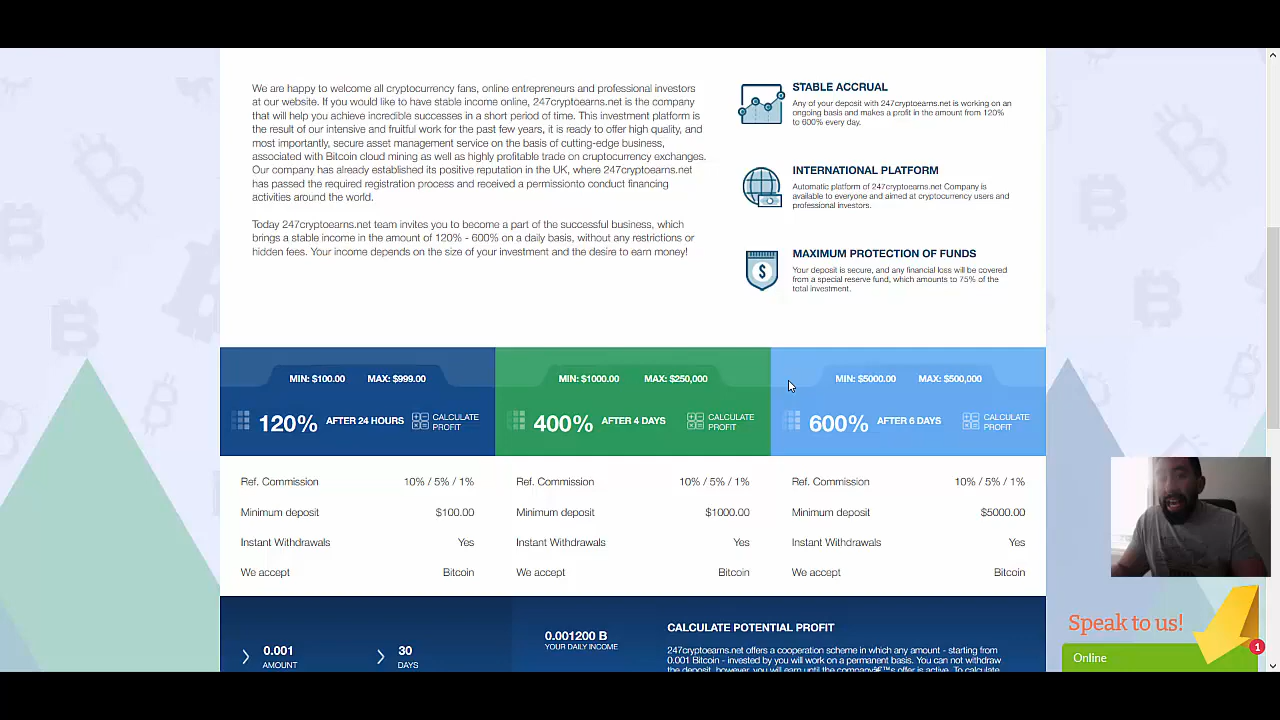 We are happy to welcome all cryptocurrency fans, online entrepreneurs and professional investors
at our website. If you would like to have stable income online, 247cryptoearns.net is the company
that will help you achieve incredible successes in a short period of time. This investment platform is
the result of our intensive and fruitful work for the past few years, it is ready to offer high quality, and
most importantly, secure asset management service on the basis of cutting-edge business,
associated with Bitcoin cloud mining as well as highly profitable trade on cruptocurrency exchanges.
Our company has already established its positive reputation in the UK, where 247cryptoearns.net
has passed the required registration process and received a permissionto conduct financing
activities around the world.
Today 247cryptoearns.net team invites you to become a part of the successful business, which
brings a stable income in the amount of 120% - 600% on a daily basis, without any restrictions or
hidden fees. Your income depends on the size of your investment and the desire to earn money!
STABLE ACCRUAL
Any of your deposit with 247cryptoearns.net is working on an
ongoing basis and makes a profit in the amount from 120%
to 600% every day.
INTERNATIONAL PLATFORM
Automatic platform of 247cryptoearns.net Company is
available to everyone and aimed at cryptocurrency users and
professional investors.
MAXIMUM PROTECTION OF FUNDS
Your deposit is secure, and any financial loss will be covered
from a special reserve fund, which amounts to 75% of the
total investment.
MIN: $100.00 MAX: $999.00
120% AFTER 24 HOURS CALCULATE
PROFIT
Ref. Commission 10% / 5% / 1%
Minimum deposit $100.00
Instant Withdrawals Yes
We accept Bitcoin
MIN: $1000.00 MAX: $250,000
400% AFTER 4 DAYS CALCULATE
PROFIT
Ref. Commission 10% / 5% / 1%
Minimum deposit $1000.00
Instant Withdrawals Yes
We accept Bitcoin
MIN: $5000.00 MAX: $500,000
600% AFTER 6 DAYS CALCULATE
PROFIT
Ref. Commission 10% / 5% / 1%
Minimum deposit $5000.00
Instant Withdrawals Yes
We accept Bitcoin
0.001
AMOUNT
30
DAYS
0.001200 B
YOUR DAILY INCOME
CALCULATE POTENTIAL PROFIT
247cryptoearns.net offers a cooperation scheme in which any amount - starting from
0.001 Bitcoin - invested by you will work on a permanent basis. You can not withdraw
the deposit, however, you will earn until the companyâ€™s offer is active. To calculate
Speak to us!
1
Online